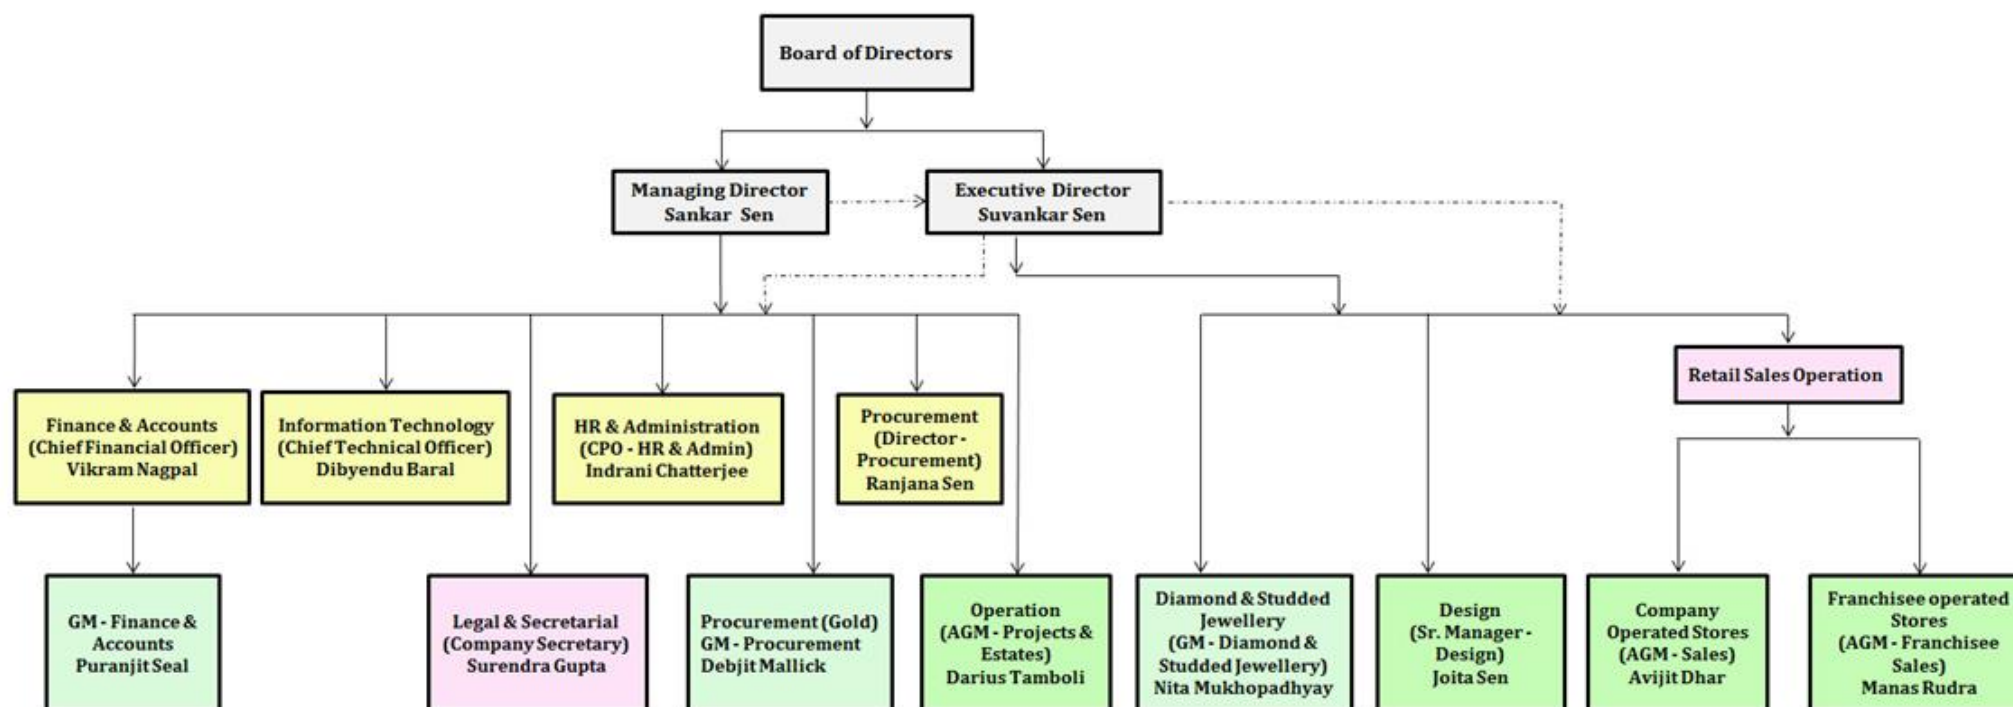 Board of Directors
Managing Director
Sankar Sen
Executive Director
Suvankar Sen
Retail Sales Operation
Finance & Accounts
(Chief Financial Officer)
Vikram Nagpal
Information Technology
(Chief Technical Officer)
Dibyendu Baral
HR & Administration
(CPO - HR & Admin)
Indrani Chatterjee
Procurement
(Director -
Procurement)
Ranjana Sen
GM - Finance &
Accounts
Puranjit Seal
Legal & Secretarial
(Company Secretary)
Surendra Gupta
Procurement (Gold)
GM - Procurement
Debjit Mallick
Operation
(AGM - Projects &
Estates)
Darius Tamboli
Diamond & Studded
Jewellery
(GM - Diamond &
Studded Jewellery)
Nita Mukhopadhyay
Design
(Sr. Manager -
Design)
Joita Sen
Company
Operated Stores
(AGM - Sales)
Avijit Dhar
Franchisee operated
Stores
(AGM - Franchisee
Sales)
Manas Rudra